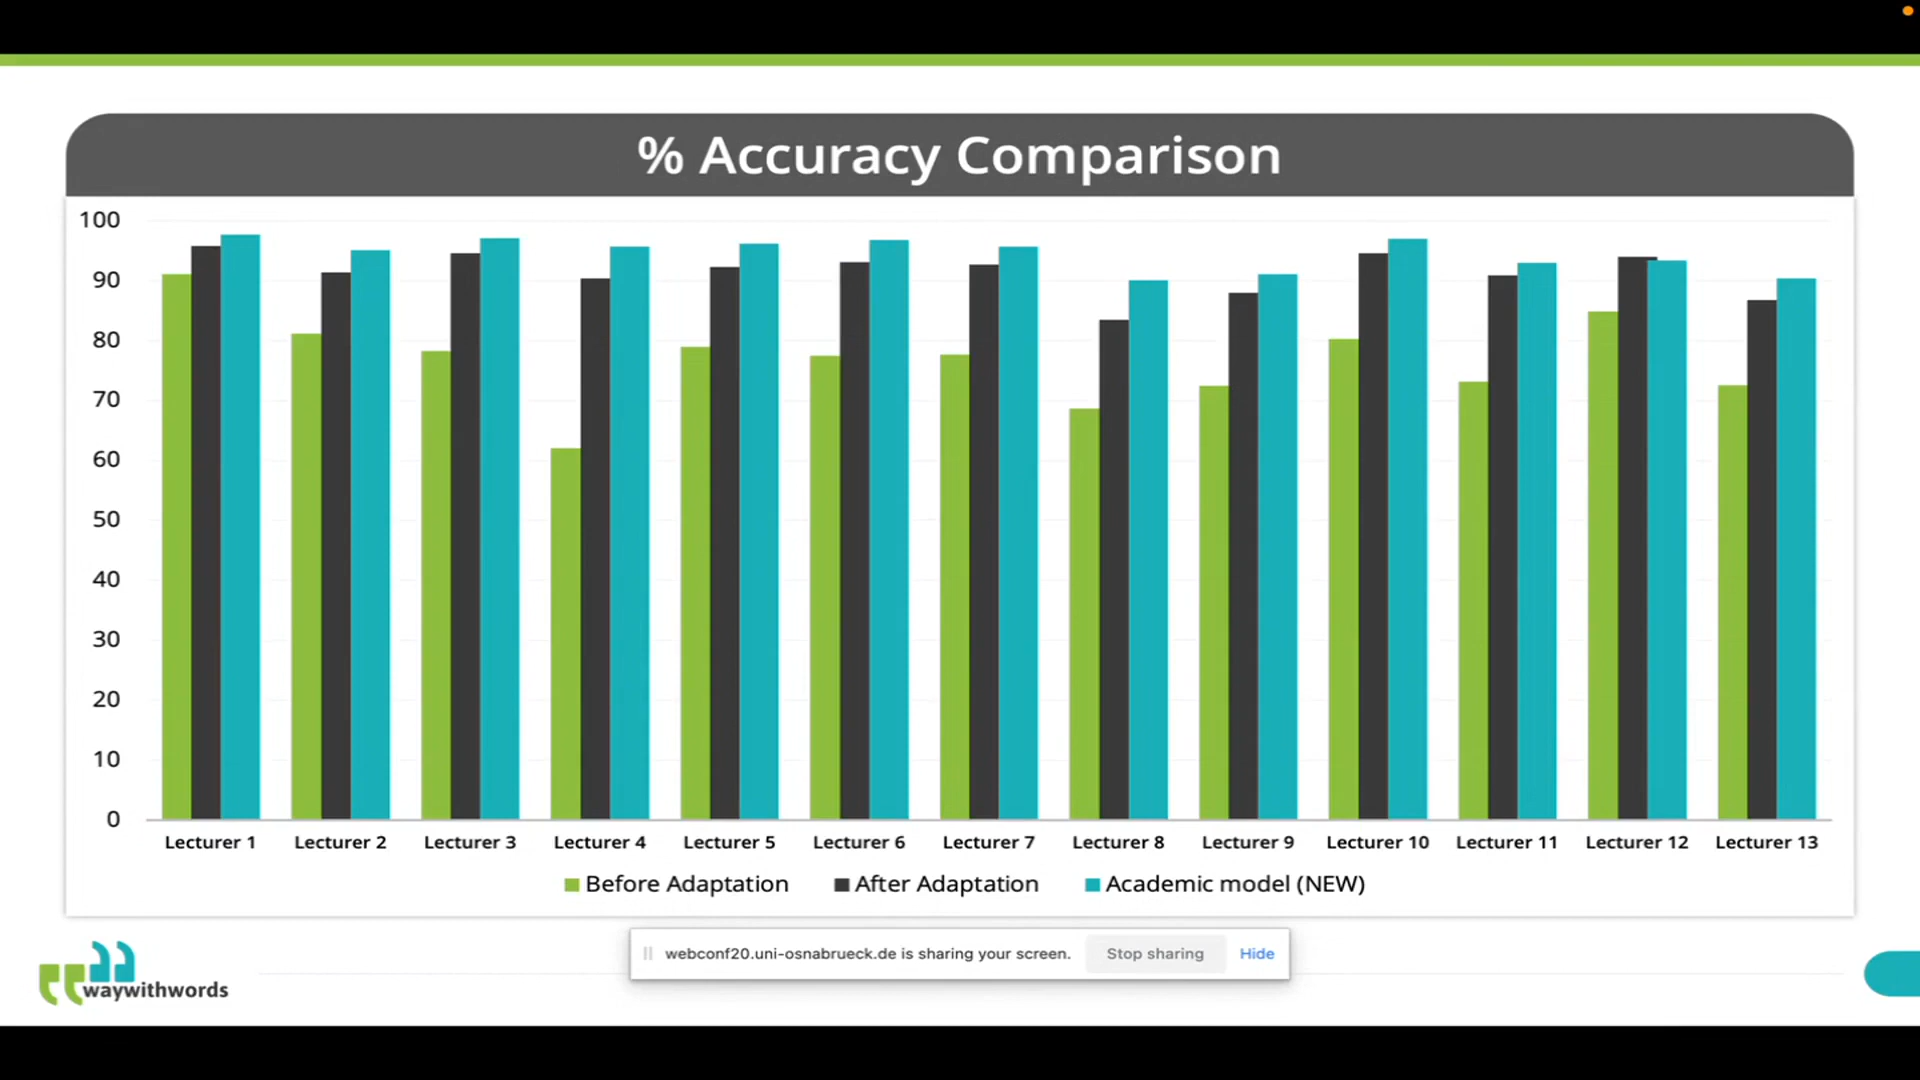 % Accuracy Comparison
100
90
80
70
60
50
40
30
20
10
0
Lecturer 1 Lecturer 2 Lecturer 3 Lecturer 4 Lecturer 5 Lecturer 6 Lecturer 7 Lecturer 8 Lecturer 9 Lecturer 10 Lecturer 11 Lecturer 12 Lecturer 13
Before Adaptation After Adaptation Academic model (NEW)
webconf20.uni-osnabrueck.de is sharing your screen. Stop sharing Hide
waywithwords